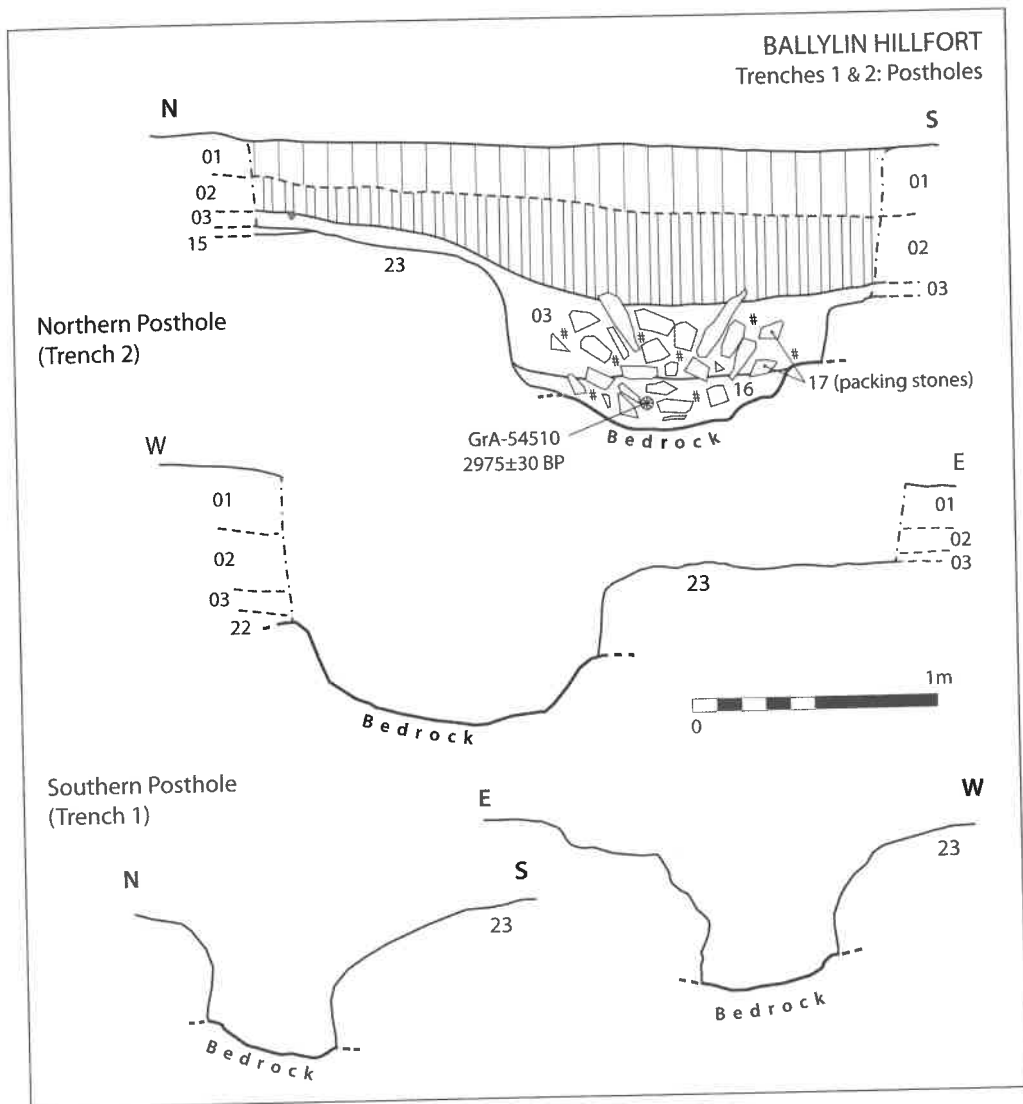 BALLYLIN HILLFORT
Trenches 1 & 2: Postholes
N
S
01
02
03
15
23
01
02
03
Northern Posthole
(Trench 2)
03
#
#
#
#
#
#
#
#
16
17 (packing stones)
GrA-54510
2975±30 BP
Bedrock
W
E
01
02
03
22
01
02
03
23
Bedrock
1m
0
Southern Posthole
(Trench 1)
N
S
23
Bedrock
E
W
23
Bedrock